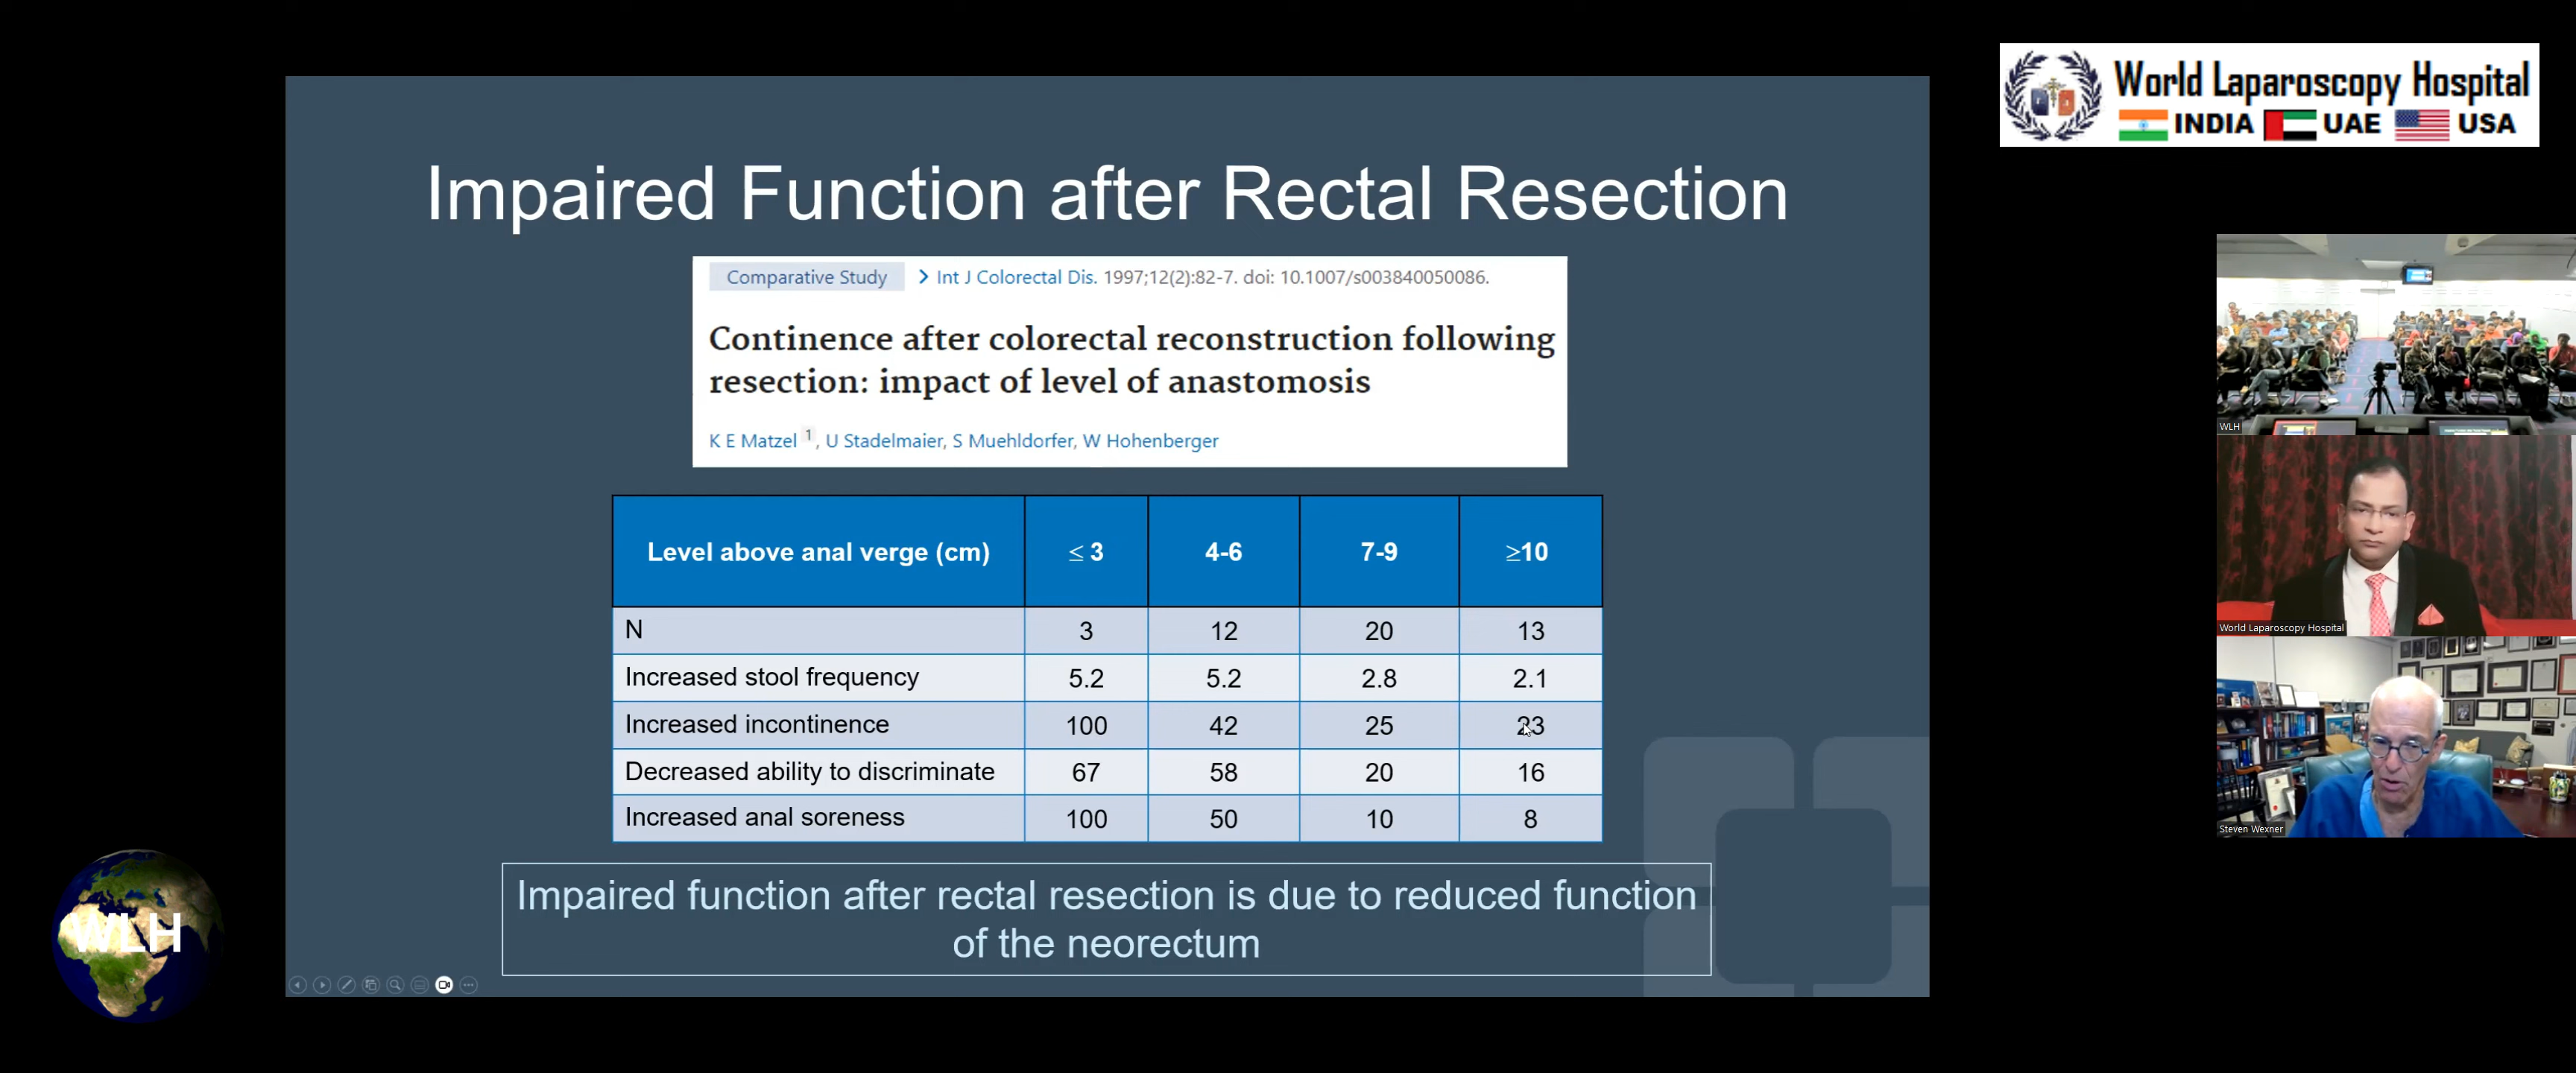 World Laparoscopy Hospital
INDIA UAE USA
Impaired Function after Rectal Resection
Comparative Study > Int J Colorectal Dis. 1997;12(2):82-7. doi: 10.1007/s003840050086.
Continence after colorectal reconstruction following
resection: impact of level of anastomosis
K E Matzel 1, U Stadelmaier, S Muehldorfer, W Hohenberger
Level above anal verge (cm) ≤ 3 4-6 7-9 ≥10
N 3 12 20 13
Increased stool frequency 5.2 5.2 2.8 2.1
Increased incontinence 100 42 25 23
Decreased ability to discriminate 67 58 20 16
Increased anal soreness 100 50 10 8
Impaired function after rectal resection is due to reduced function
of the neorectum
WLH
WLH
World Laparoscopy Hospital
Steven Wexner